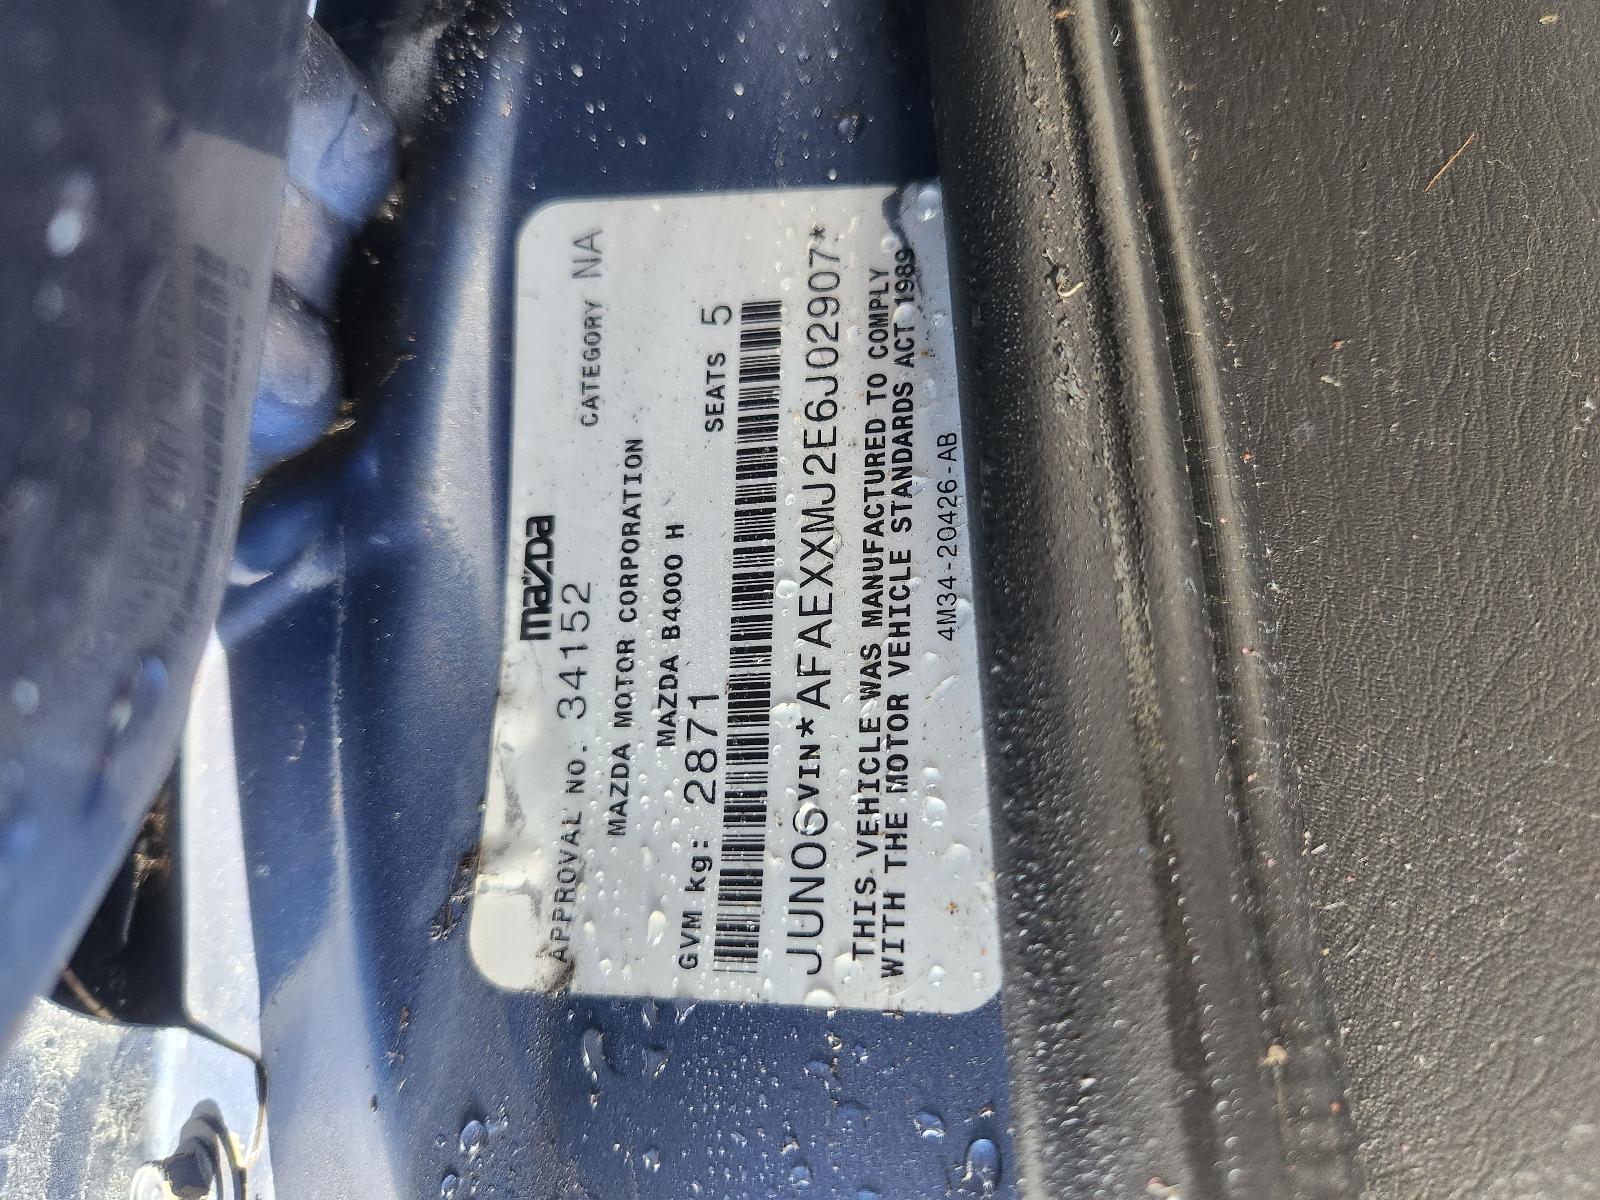 mazda
APPROVAL NO. 34152 CATEGORY NA
MAZDA MOTOR CORPORATION
MAZDA B4000 H
GVM kg: 2871 SEATS 5
JUN06 VIN*AFAEXXMJ2E6J02907*
THIS VEHICLE WAS MANUFACTURED TO COMPLY
WITH THE MOTOR VEHICLE STANDARDS ACT 1989
4M34-20426-AB